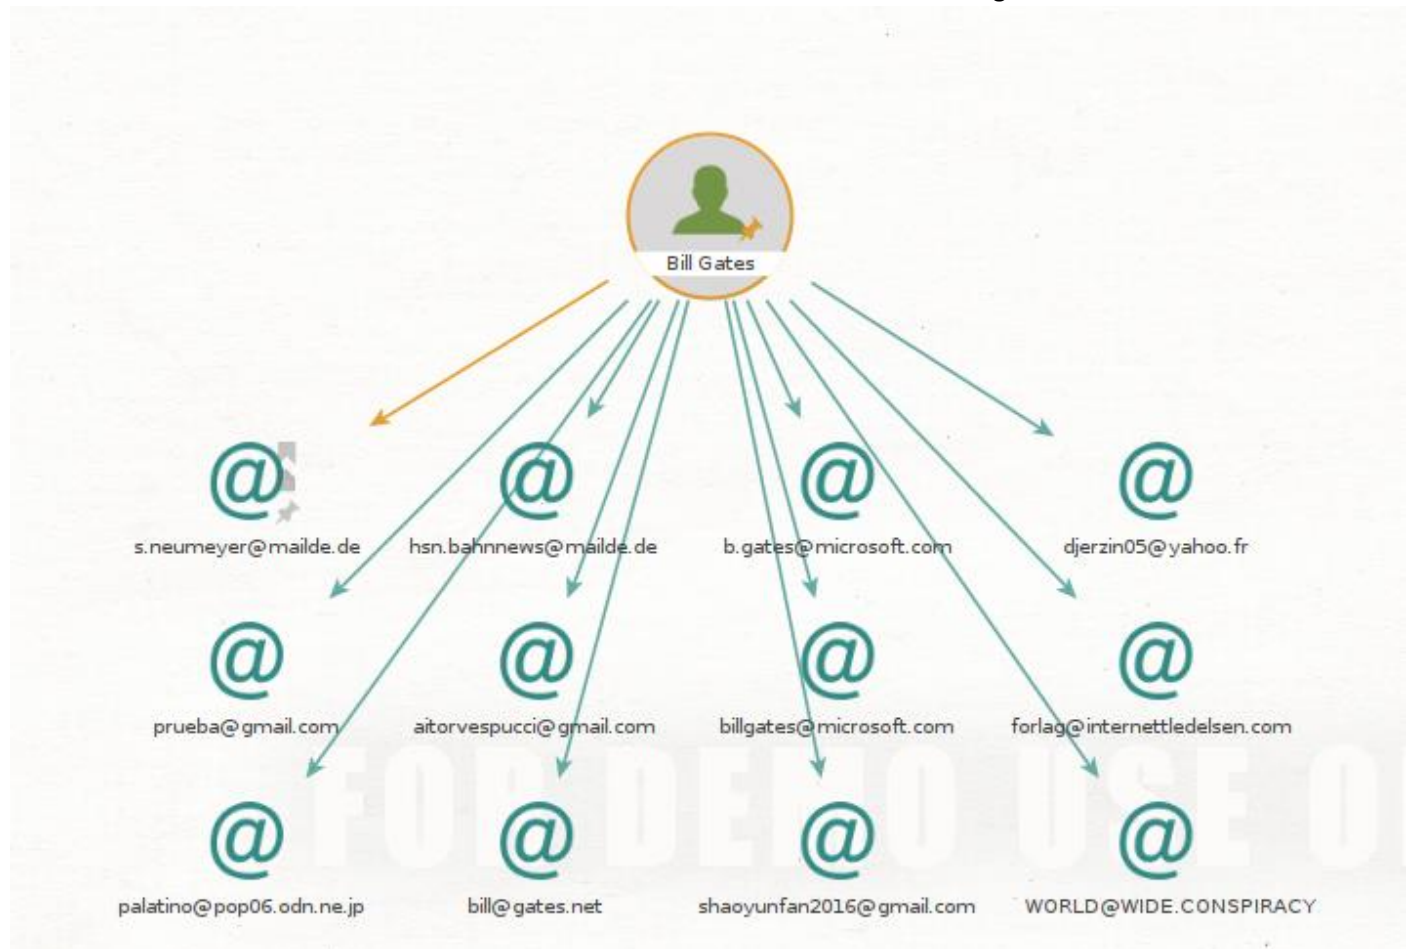 Bill Gates
s.neumeyer@mailde.de hsn.bahnnews@mailde.de b.gates@microsoft.com djerzin05@yahoo.fr
prueba@gmail.com aitorvespucci@gmail.com billgates@microsoft.com forlag@internettledelsen.com
FOR DEMO USE
palatino@pop06.odn.ne.jp bill@gates.net shaoyunfan2016@gmail.com WORLD@WIDE.CONSPIRACY